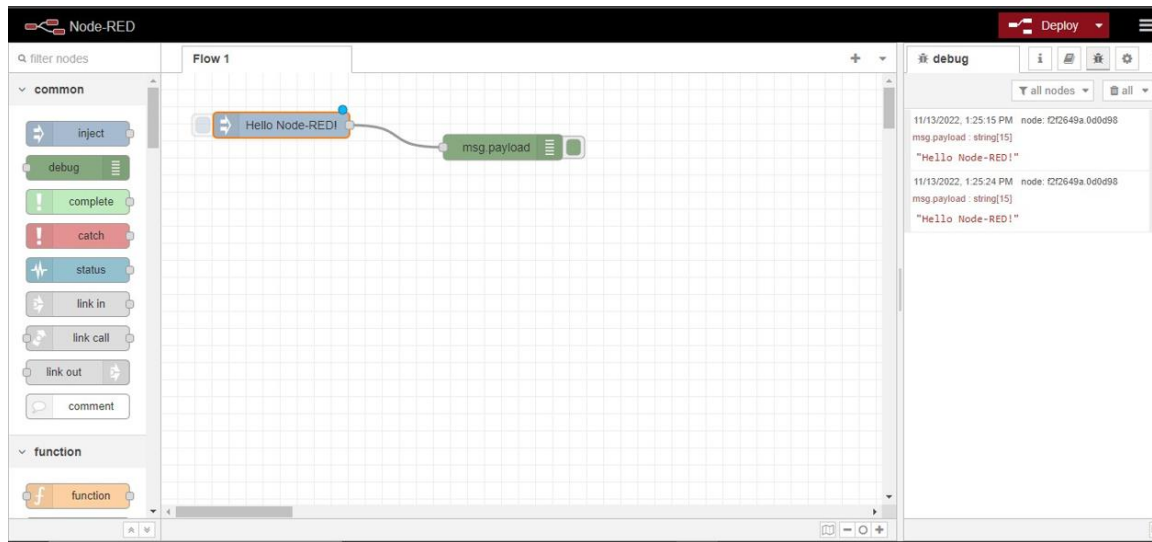 Node-RED
Deploy
filter nodes
Flow 1
debug
i
all nodes
all
common
inject
debug
complete
catch
status
link in
link call
link out
comment
function
f function
Hello Node-RED!
msg.payload
11/13/2022, 1:25:15 PM node: f2f2649a.0d0d98
msg.payload : string[15]
"Hello Node-RED!"
11/13/2022, 1:25:24 PM node: f2f2649a.0d0d98
msg.payload : string[15]
"Hello Node-RED!"